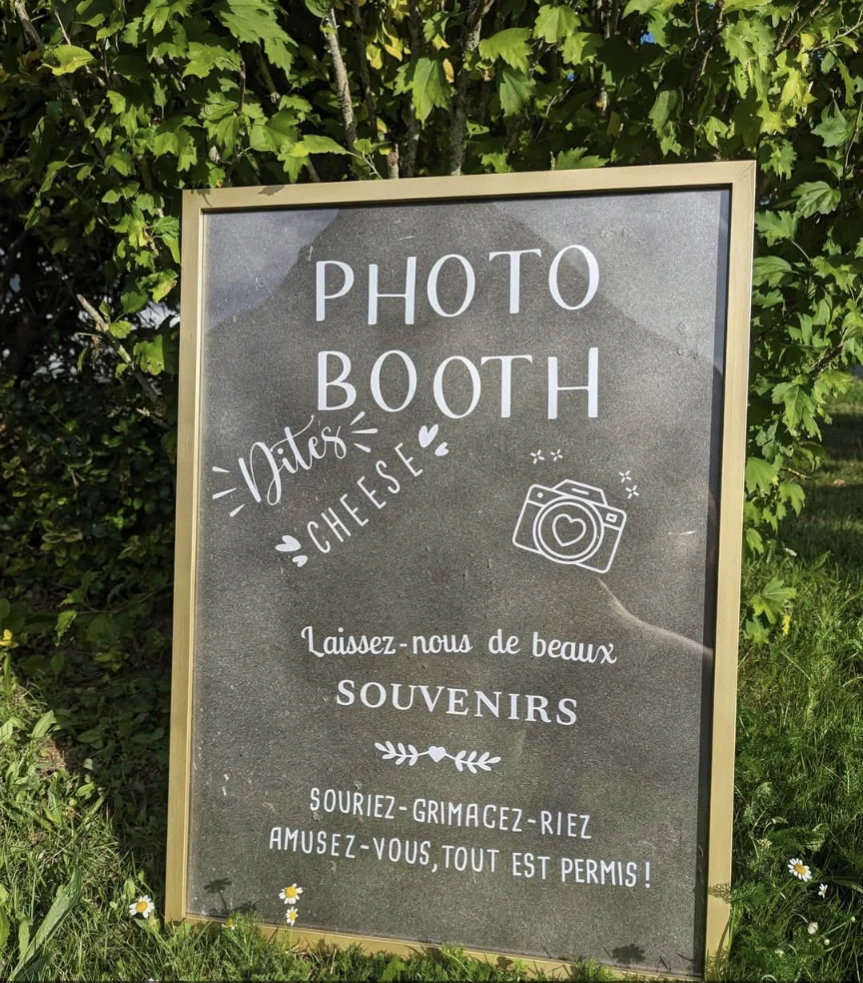 PHOTO
BOOTH
Dites
CHEESE
Laissez-nous de beaux
SOUVENIRS
SOURIEZ-GRIMACEZ-RIEZ
AMUSEZ-VOUS, TOUT EST PERMIS!